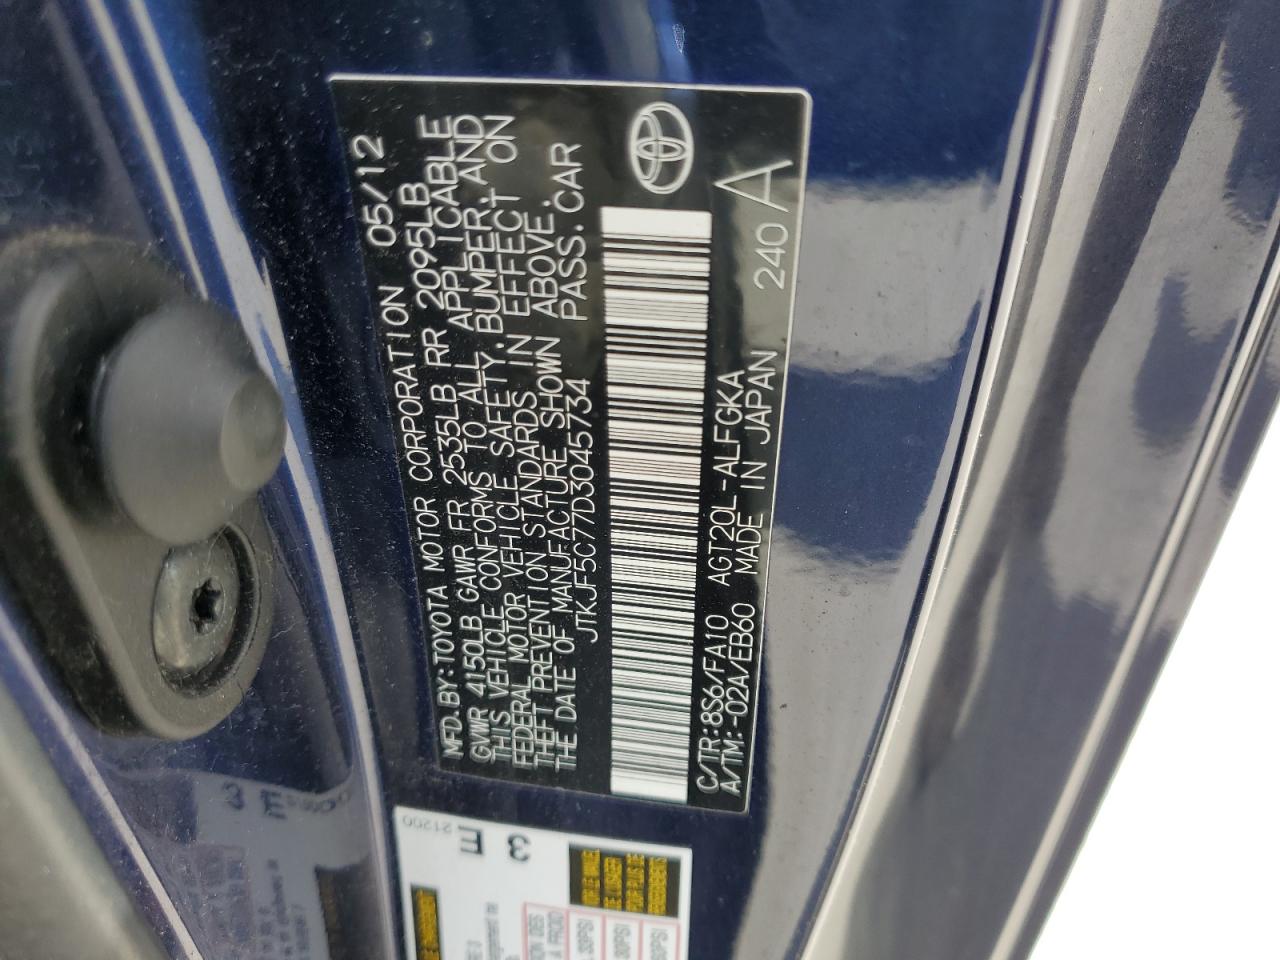 MFD. BY: TOYOTA MOTOR CORPORATION 05/12
GVWR 4150LB GAWR FR 2535LB RR 2095LB
THIS VEHICLE CONFORMS TO ALL APPLICABLE
FEDERAL MOTOR VEHICLE SAFETY, BUMPER, AND
THEFT PREVENTION STANDARDS IN EFFECT ON
THE DATE OF MANUFACTURE SHOWN ABOVE.
JTKJF5C77D3045734 PASS. CAR
C/TR:8S6/FA10 AGT20L-ALFGKA
A/TM:-02A/EB60 MADE IN JAPAN 240 A
3 E
21200